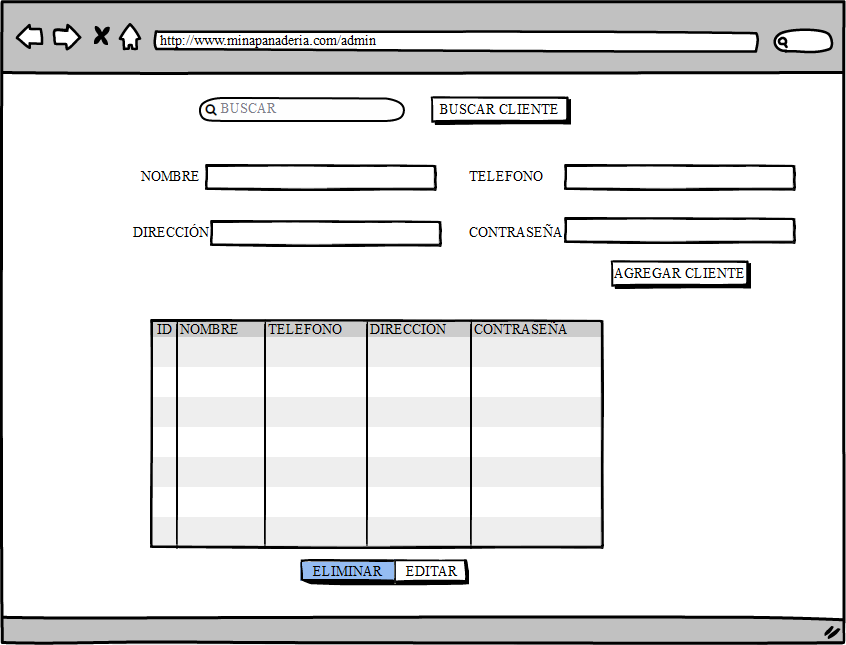 http://www.minapanaderia.com/admin
BUSCAR BUSCAR CLIENTE
NOMBRE TELEFONO
DIRECCIÓN CONTRASEÑA
AGREGAR CLIENTE
ID NOMBRE TELEFONO DIRECCIÓN CONTRASEÑA
ELIMINAR EDITAR